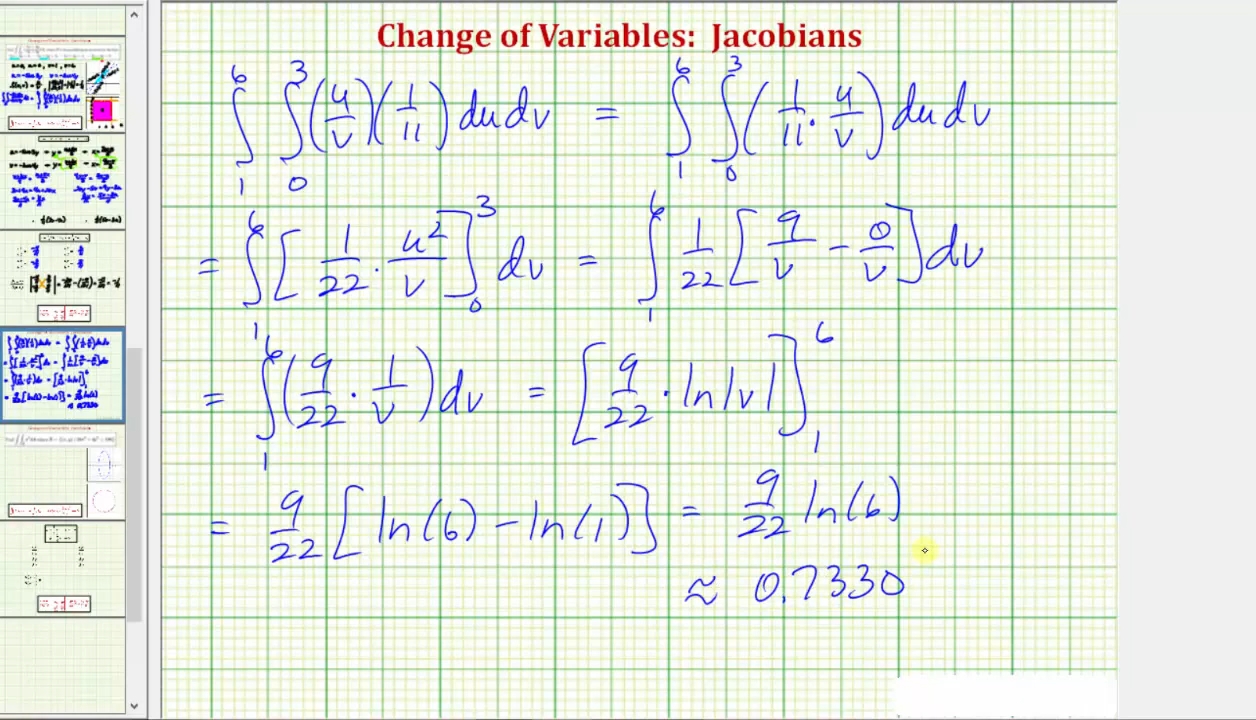 Change of Variables: Jacobians
∫₁⁶ ∫₀³ (u/v)(1/11) du dv = ∫₁⁶ ∫₀³ (1/11 · u/v) du dv
= ∫₁⁶ [1/22 · u²/v]₀³ dv = ∫₁⁶ 1/22 [9/v − 0/v] dv
= ∫₁⁶ (9/22 · 1/v) dv = [9/22 · ln|v|]₁⁶
= 9/22 [ln(6) − ln(1)] = 9/22 ln(6)
≈ 0.7330